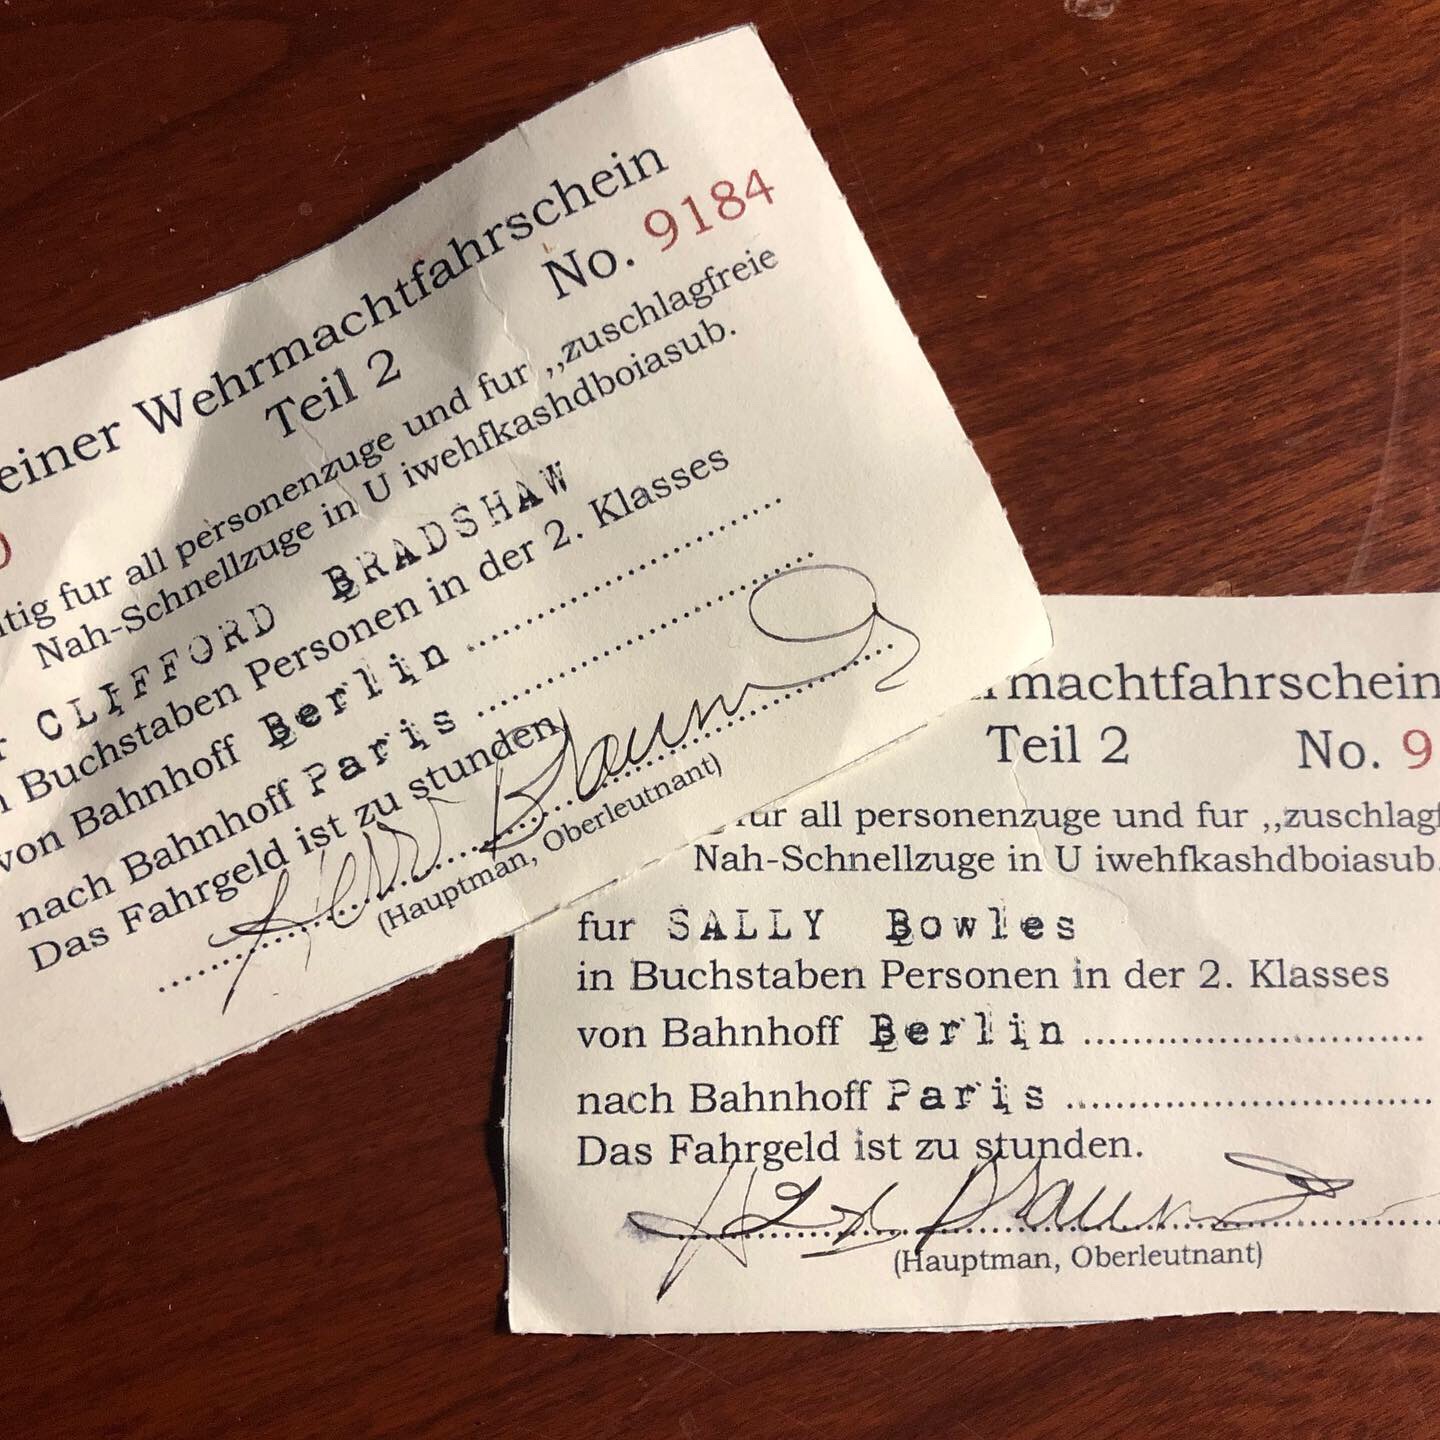 einer Wehrmachtfahrschein
Teil 2
No. 9184
tig fur all personenzuge und fur ,,zuschlagfreie
Nah-Schnellzuge in U iwehfkashdboiasub.
r CLIFFORD BRADSHAW
n Buchstaben Personen in der 2. Klasses
von Bahnhoff Berlin
nach Bahnhoff Paris
Das Fahrgeld ist zu stunden
(Hauptman, Oberleutnant)
rmachtfahrschein
Teil 2 No. 9
fur all personenzuge und fur ,,zuschlagf
Nah-Schnellzuge in U iwehfkashdboiasub.
fur SALLY Bowles
in Buchstaben Personen in der 2. Klasses
von Bahnhoff Berlin
nach Bahnhoff Paris
Das Fahrgeld ist zu stunden.
(Hauptman, Oberleutnant)